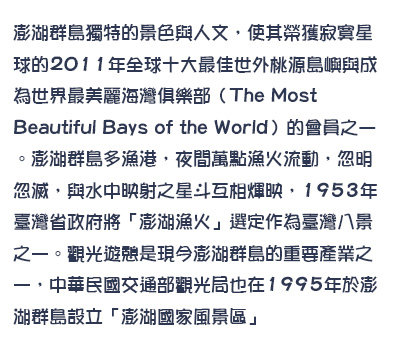 澎湖群島獨特的景色與人文，使其榮獲寂寞星
球的2011年全球十大最佳世外桃源島嶼與成
為世界最美麗海灣俱樂部（The Most
Beautiful Bays of the World）的會員之一
。澎湖群島多漁港，夜間萬點漁火流動，忽明
忽滅，與水中映射之星斗互相輝映，1953年
臺灣省政府將「澎湖漁火」選定作為臺灣八景
之一。觀光遊憩是現今澎湖群島的重要產業之
一，中華民國交通部觀光局也在1995年於澎
湖群島設立「澎湖國家風景區」